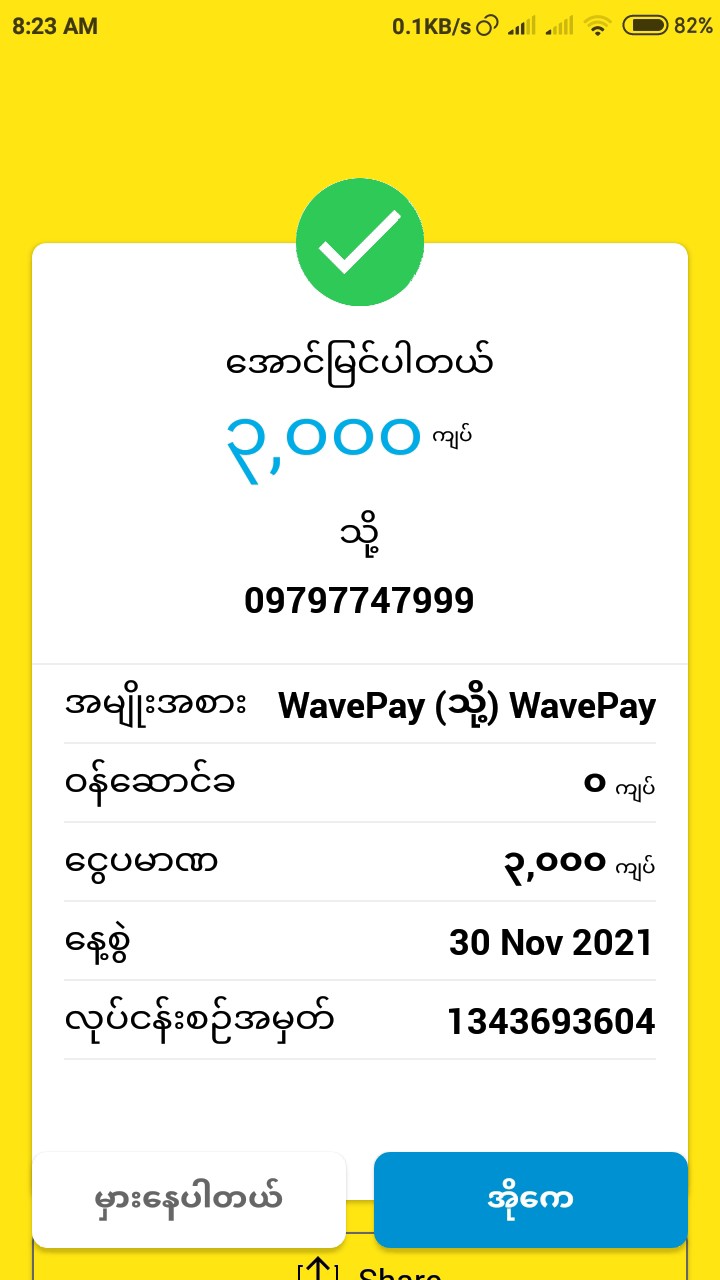 8:23 AM 0.1KB/s 82%
အောင်မြင်ပါတယ်
၃,၀၀၀ ကျပ်
သို့
09797747999
အမျိုးအစား WavePay (သို့) WavePay
ဝန်ဆောင်ခ ၀ ကျပ်
ငွေပမာဏ ၃,၀၀၀ ကျပ်
နေ့စွဲ 30 Nov 2021
လုပ်ငန်းစဉ်အမှတ် 1343693604
မှားနေပါတယ် အိုကေ
Share